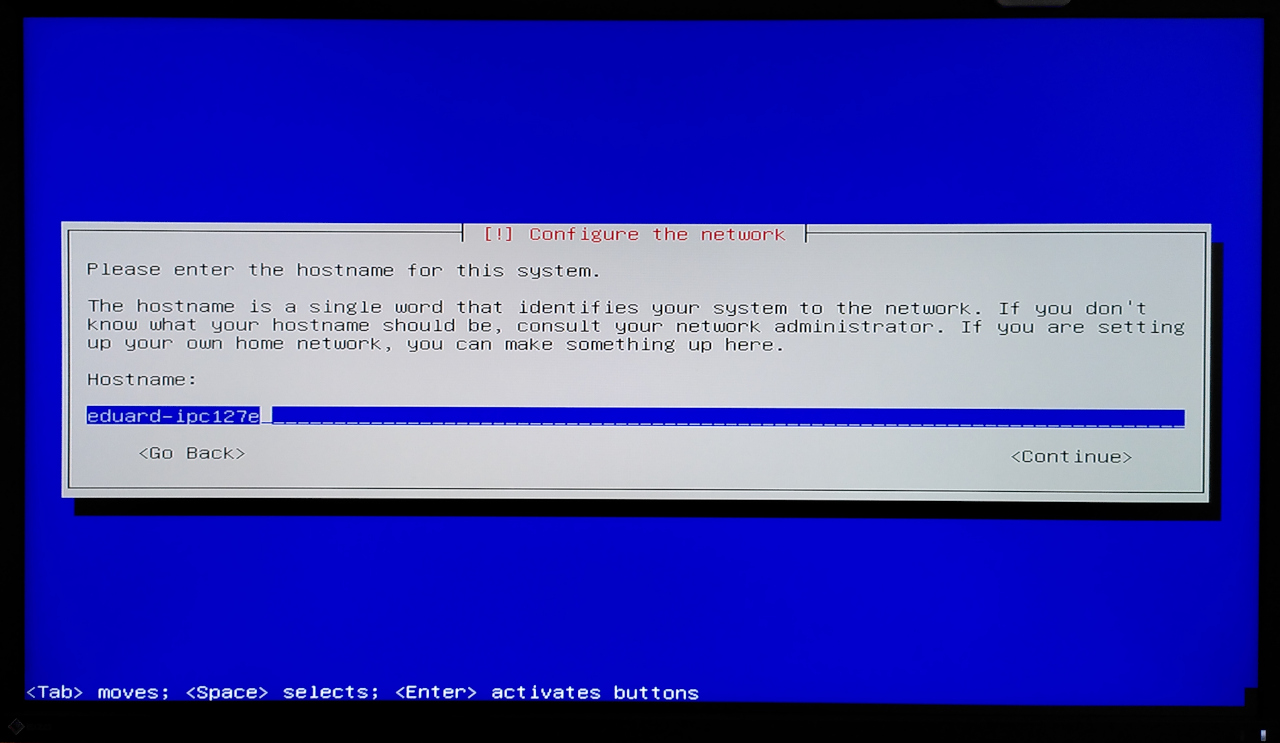 [!] Configure the network
Please enter the hostname for this system.
The hostname is a single word that identifies your system to the network. If you don't
know what your hostname should be, consult your network administrator. If you are setting
up your own home network, you can make something up here.
Hostname:
eduard-ipc127e
<Go Back>
<Continue>
<Tab> moves; <Space> selects; <Enter> activates buttons